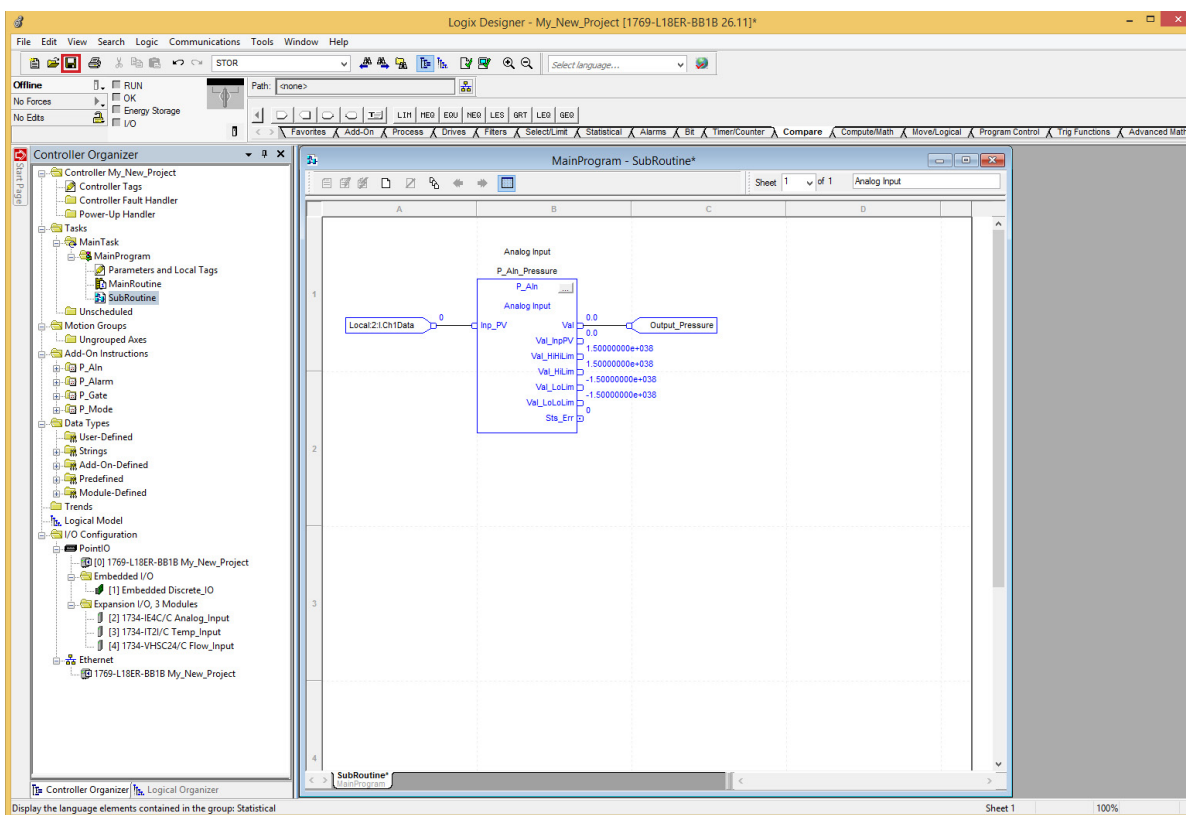 Logix Designer - My_New_Project [1769-L18ER-BB1B 26.11]*
File Edit View Search Logic Communications Tools Window Help
STOR
Select language...
Offline
RUN
Path: <none>
No Forces
OK
Energy Storage
No Edits
I/O
LIM MEQ EQU NEQ LES GRT LEQ GEQ
Favorites Add-On Process Drives Filters Select/Limit Statistical Alarms Bit Timer/Counter Compare Compute/Math Move/Logical Program Control Trig Functions Advanced Math
Start Page
Controller Organizer
Controller My_New_Project
Controller Tags
Controller Fault Handler
Power-Up Handler
Tasks
MainTask
MainProgram
Parameters and Local Tags
MainRoutine
SubRoutine
Unscheduled
Motion Groups
Ungrouped Axes
Add-On Instructions
P_AIn
P_Alarm
P_Gate
P_Mode
Data Types
User-Defined
Strings
Add-On-Defined
Predefined
Module-Defined
Trends
Logical Model
I/O Configuration
PointIO
[0] 1769-L18ER-BB1B My_New_Project
Embedded I/O
[1] Embedded Discrete_IO
Expansion I/O, 3 Modules
[2] 1734-IE4C/C Analog_Input
[3] 1734-IT2I/C Temp_Input
[4] 1734-VHSC24/C Flow_Input
Ethernet
1769-L18ER-BB1B My_New_Project
Controller Organizer Logical Organizer
MainProgram - SubRoutine*
Sheet 1 of 1 Analog Input
A B C D
1
2
3
4
Analog Input
P_AIn_Pressure
P_AIn ...
Analog Input
Local:2:I.Ch1Data 0 Inp_PV Val 0.0 Output_Pressure
Val_InpPV 0.0
Val_HiHiLim 1.50000000e+038
Val_HiLim 1.50000000e+038
Val_LoLim -1.50000000e+038
Val_LoLoLim -1.50000000e+038
Sts_Err 0
SubRoutine*
MainProgram
Display the language elements contained in the group: Statistical
Sheet 1
100%